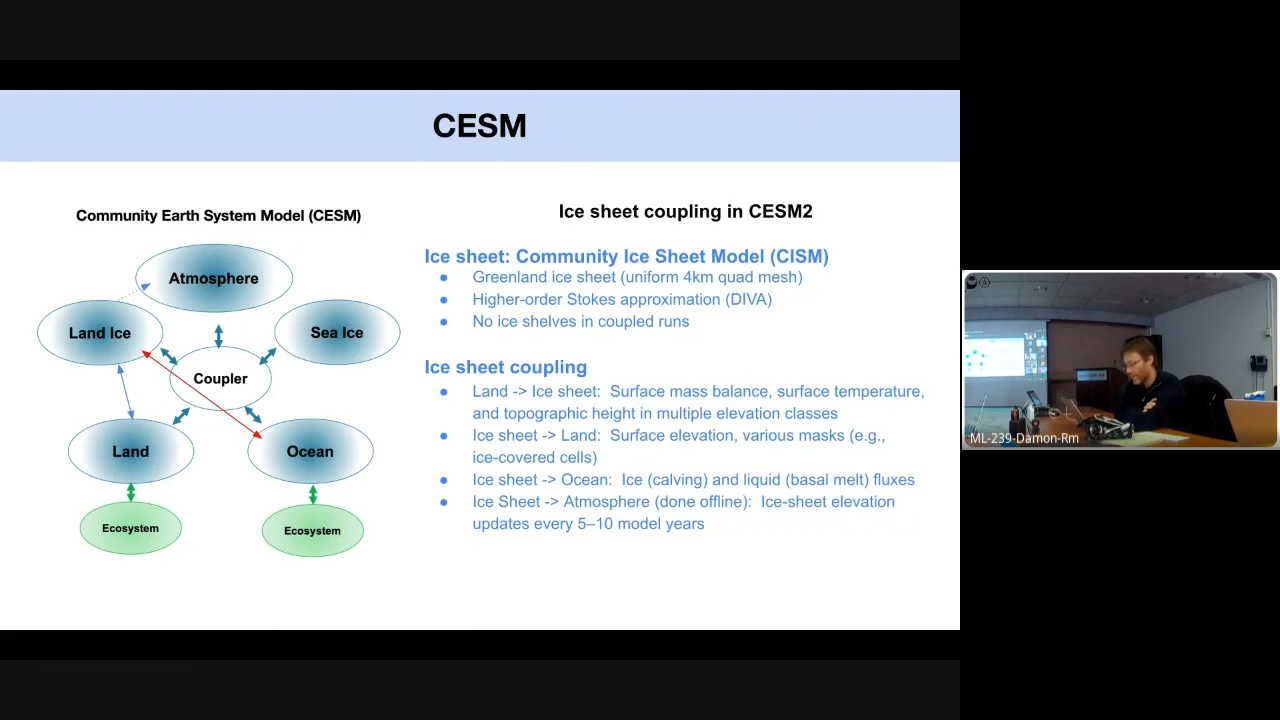 CESM
Community Earth System Model (CESM)
Atmosphere
Land Ice
Sea Ice
Coupler
Land
Ocean
Ecosystem
Ecosystem
Ice sheet coupling in CESM2
Ice sheet: Community Ice Sheet Model (CISM)
● Greenland ice sheet (uniform 4km quad mesh)
● Higher-order Stokes approximation (DIVA)
● No ice shelves in coupled runs
Ice sheet coupling
● Land -> Ice sheet: Surface mass balance, surface temperature,
and topographic height in multiple elevation classes
● Ice sheet -> Land: Surface elevation, various masks (e.g.,
ice-covered cells)
● Ice sheet -> Ocean: Ice (calving) and liquid (basal melt) fluxes
● Ice Sheet -> Atmosphere (done offline): Ice-sheet elevation
updates every 5–10 model years
ML-239-Damon-Rm